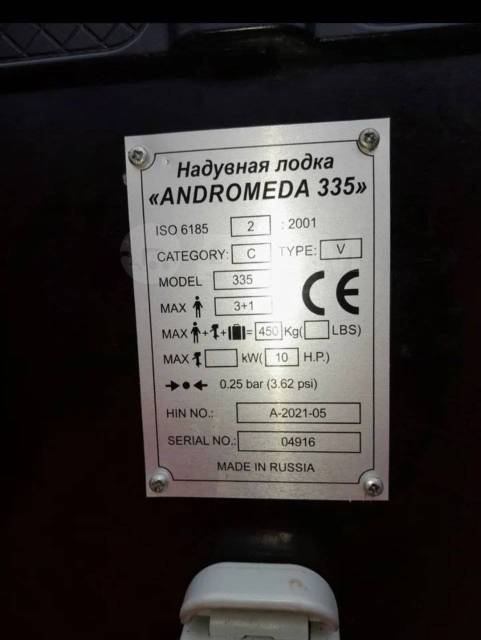 Надувная лодка
«ANDROMEDA 335»
ISO 6185 2 : 2001
CATEGORY: C TYPE: V
MODEL 335
MAX 3+1 CE
MAX + + = 450 Kg( LBS)
MAX kW( 10 H.P.)
0.25 bar (3.62 psi)
HIN NO.: A-2021-05
SERIAL NO.: 04916
MADE IN RUSSIA